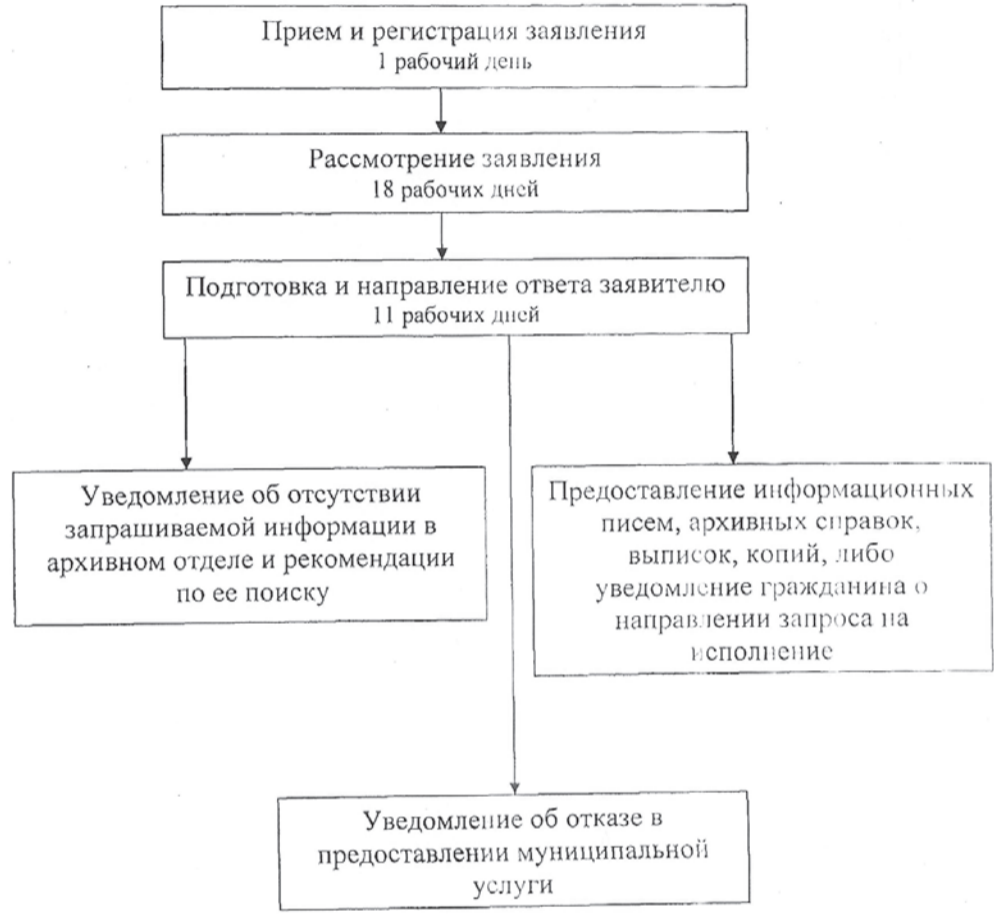 Прием и регистрация заявления
1 рабочий день
Рассмотрение заявления
18 рабочих дней
Подготовка и направление ответа заявителю
11 рабочих дней
Уведомление об отсутствии
запрашиваемой информации в
архивном отделе и рекомендации
по ее поиску
Предоставление информационных
писем, архивных справок,
выписок, копий, либо
уведомление гражданина о
направлении запроса на
исполнение
Уведомление об отказе в
предоставлении муниципальной
услуги